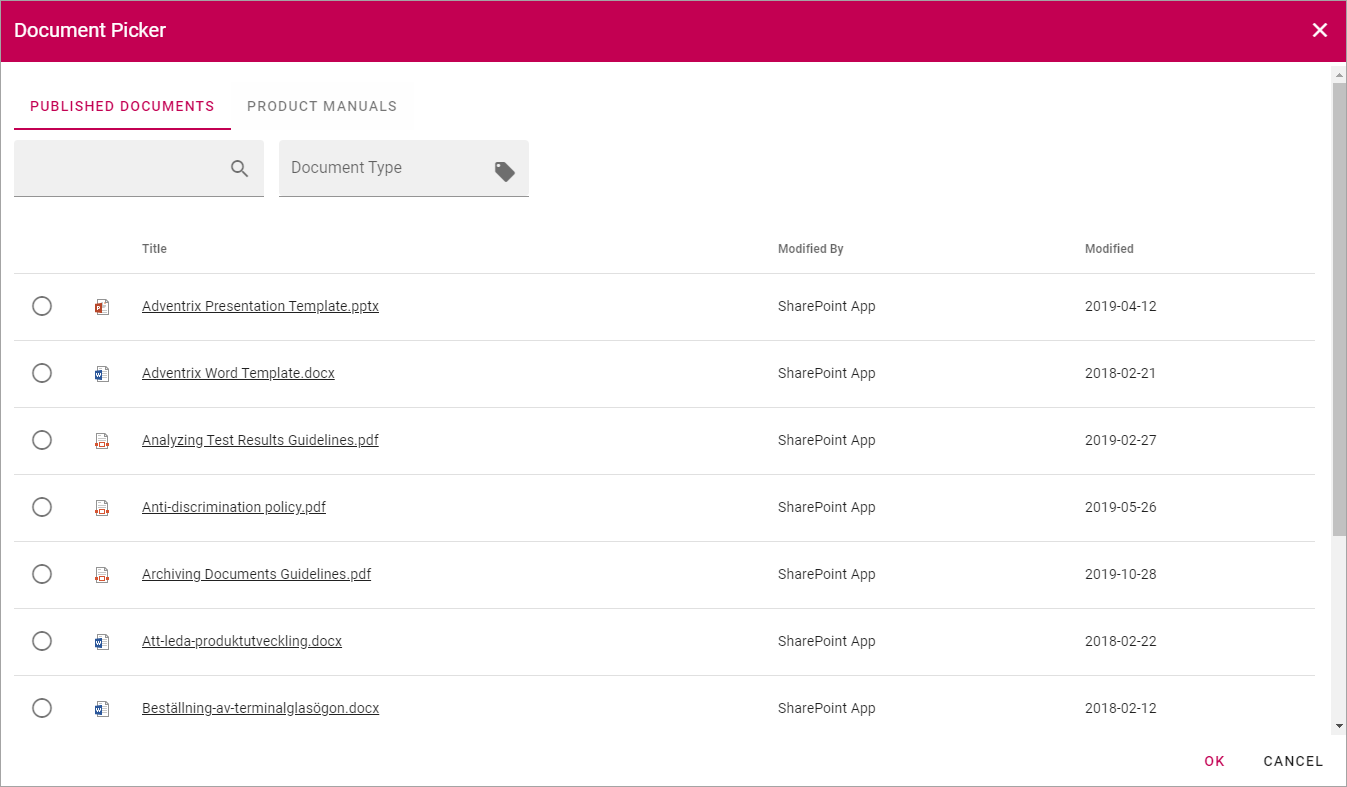 Document Picker
PUBLISHED DOCUMENTS PRODUCT MANUALS
Document Type
Title Modified By Modified
Adventrix Presentation Template.pptx SharePoint App 2019-04-12
Adventrix Word Template.docx SharePoint App 2018-02-21
Analyzing Test Results Guidelines.pdf SharePoint App 2019-02-27
Anti-discrimination policy.pdf SharePoint App 2019-05-26
Archiving Documents Guidelines.pdf SharePoint App 2019-10-28
Att-leda-produktutveckling.docx SharePoint App 2018-02-22
Beställning-av-terminalglasögon.docx SharePoint App 2018-02-12
OK CANCEL